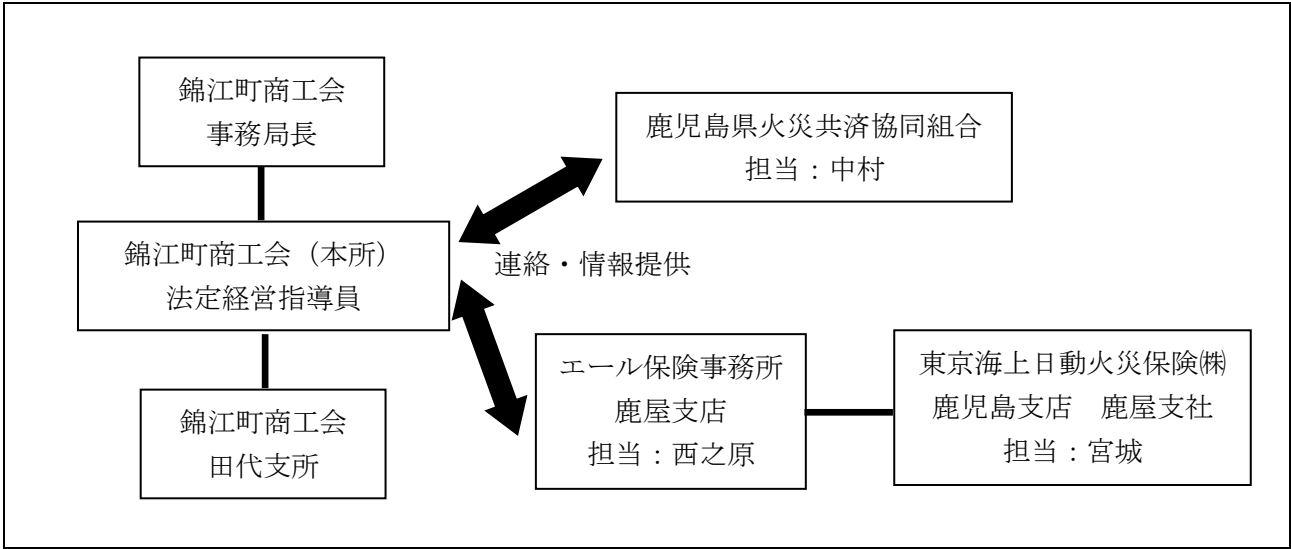 錦江町商工会
事務局長
鹿児島県火災共済協同組合
担当：中村
錦江町商工会（本所）
法定経営指導員
連絡・情報提供
エール保険事務所
鹿屋支店
担当：西之原
東京海上日動火災保険㈱
鹿児島支店　鹿屋支社
担当：宮城
錦江町商工会
田代支所